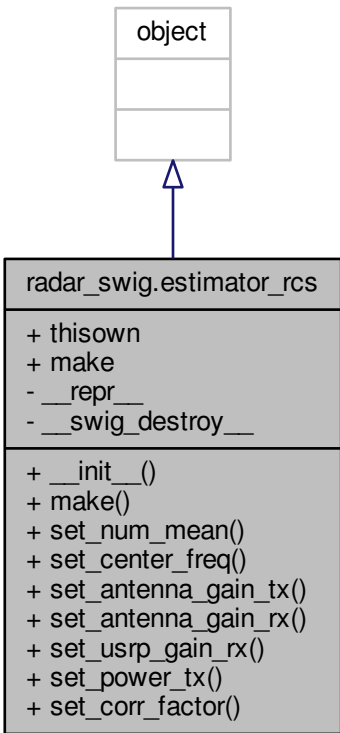 object
radar_swig.estimator_rcs
+ thisown
+ make
- __repr__
- __swig_destroy__
+ __init__()
+ make()
+ set_num_mean()
+ set_center_freq()
+ set_antenna_gain_tx()
+ set_antenna_gain_rx()
+ set_usrp_gain_rx()
+ set_power_tx()
+ set_corr_factor()